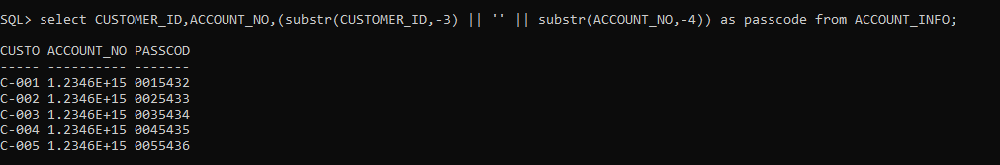 SQL> select CUSTOMER_ID,ACCOUNT_NO,(substr(CUSTOMER_ID,-3) || '' || substr(ACCOUNT_NO,-4)) as passcode from ACCOUNT_INFO;
CUSTO ACCOUNT_NO PASSCOD
----- ---------- -------
C-001 1.2346E+15 0015432
C-002 1.2346E+15 0025433
C-003 1.2346E+15 0035434
C-004 1.2346E+15 0045435
C-005 1.2346E+15 0055436